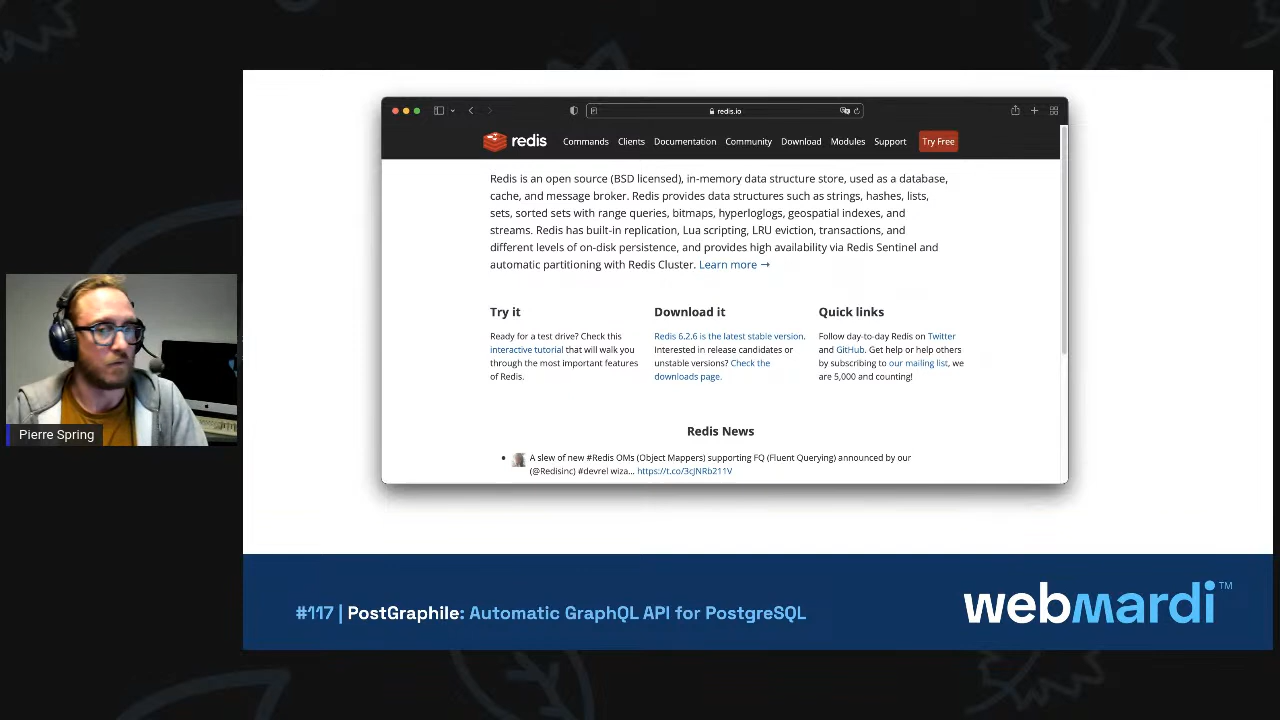 redis.io
redis Commands Clients Documentation Community Download Modules Support Try Free
Redis is an open source (BSD licensed), in-memory data structure store, used as a database,
cache, and message broker. Redis provides data structures such as strings, hashes, lists,
sets, sorted sets with range queries, bitmaps, hyperloglogs, geospatial indexes, and
streams. Redis has built-in replication, Lua scripting, LRU eviction, transactions, and
different levels of on-disk persistence, and provides high availability via Redis Sentinel and
automatic partitioning with Redis Cluster. Learn more →
Try it
Ready for a test drive? Check this
interactive tutorial that will walk you
through the most important features
of Redis.
Download it
Redis 6.2.6 is the latest stable version.
Interested in release candidates or
unstable versions? Check the
downloads page.
Quick links
Follow day-to-day Redis on Twitter
and GitHub. Get help or help others
by subscribing to our mailing list, we
are 5,000 and counting!
Redis News
• A slew of new #Redis OMs (Object Mappers) supporting FQ (Fluent Querying) announced by our
(@Redisinc) #devrel wiza... https://t.co/3cJNRb211V
Pierre Spring
#117 | PostGraphile: Automatic GraphQL API for PostgreSQL
webmardi™